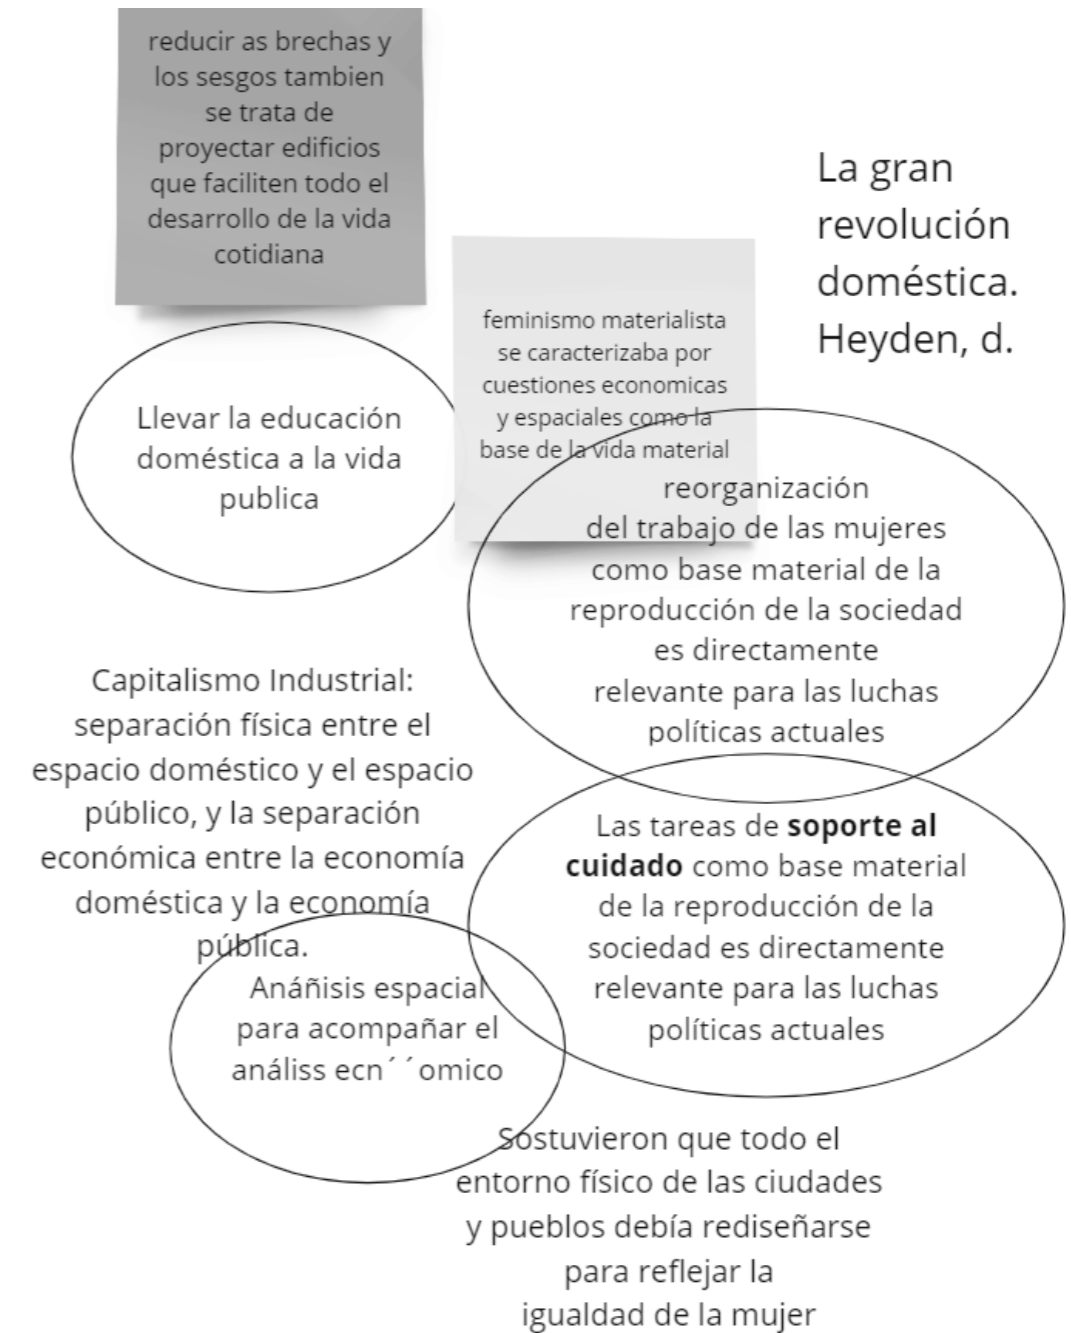 reducir as brechas y
los sesgos tambien
se trata de
proyectar edificios
que faciliten todo el
desarrollo de la vida
cotidiana
La gran
revolución
doméstica.
Heyden, d.
feminismo materialista
se caracterizaba por
cuestiones economicas
y espaciales como la
base de la vida material
Llevar la educación
doméstica a la vida
publica
reorganización
del trabajo de las mujeres
como base material de la
reproducción de la sociedad
es directamente
relevante para las luchas
políticas actuales
Capitalismo Industrial:
separación física entre el
espacio doméstico y el espacio
público, y la separación
económica entre la economía
doméstica y la economía
pública.
Las tareas de soporte al
cuidado como base material
de la reproducción de la
sociedad es directamente
relevante para las luchas
políticas actuales
Anáñisis espacial
para acompañar el
análiss ecn´´omico
Sostuvieron que todo el
entorno físico de las ciudades
y pueblos debía rediseñarse
para reflejar la
igualdad de la mujer